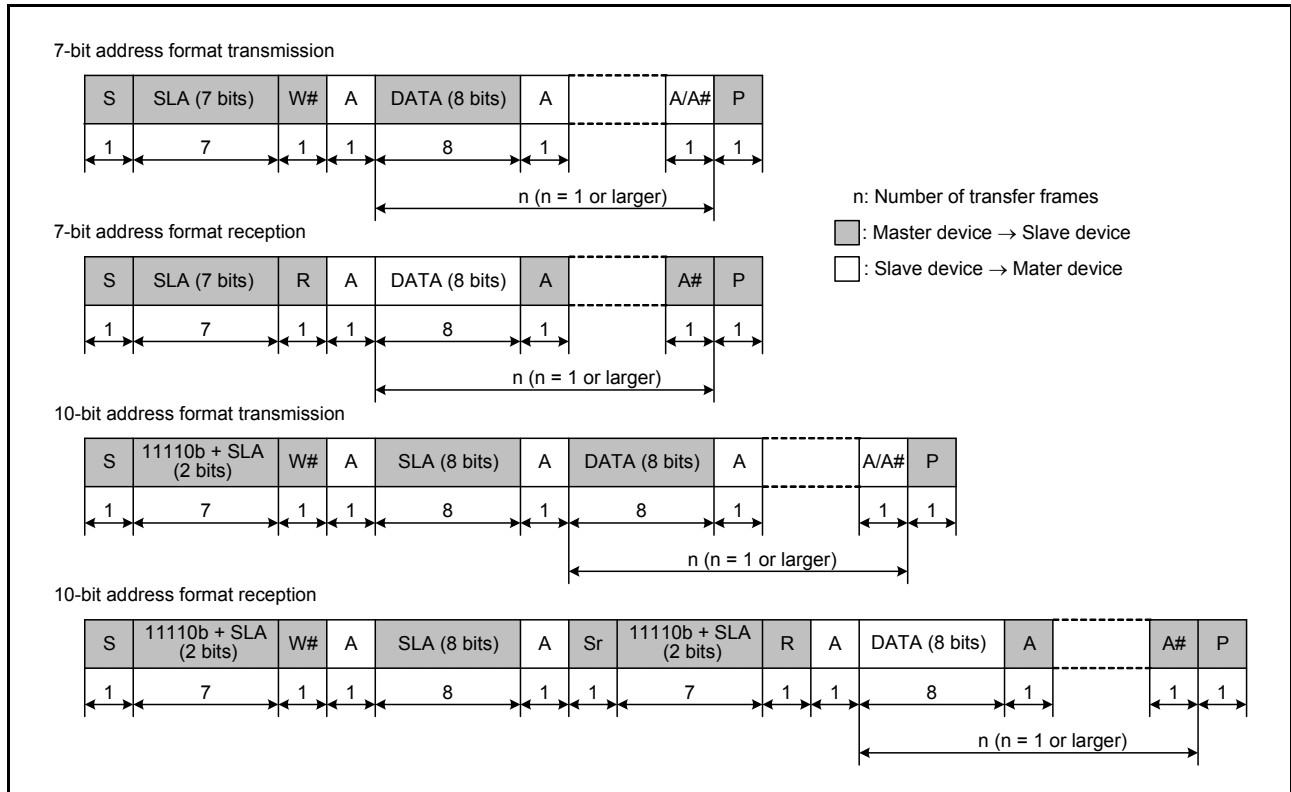 7-bit address format transmission
S SLA (7 bits) W# A DATA (8 bits) A A/A# P
1 7 1 1 8 1 1 1
n (n = 1 or larger)
n: Number of transfer frames
: Master device → Slave device
: Slave device → Mater device
7-bit address format reception
S SLA (7 bits) R A DATA (8 bits) A A# P
1 7 1 1 8 1 1 1
n (n = 1 or larger)
10-bit address format transmission
S 11110b + SLA (2 bits) W# A SLA (8 bits) A DATA (8 bits) A A/A# P
1 7 1 1 8 1 8 1 1 1
n (n = 1 or larger)
10-bit address format reception
S 11110b + SLA (2 bits) W# A SLA (8 bits) A Sr 11110b + SLA (2 bits) R A DATA (8 bits) A A# P
1 7 1 1 8 1 1 7 1 1 8 1 1 1
n (n = 1 or larger)